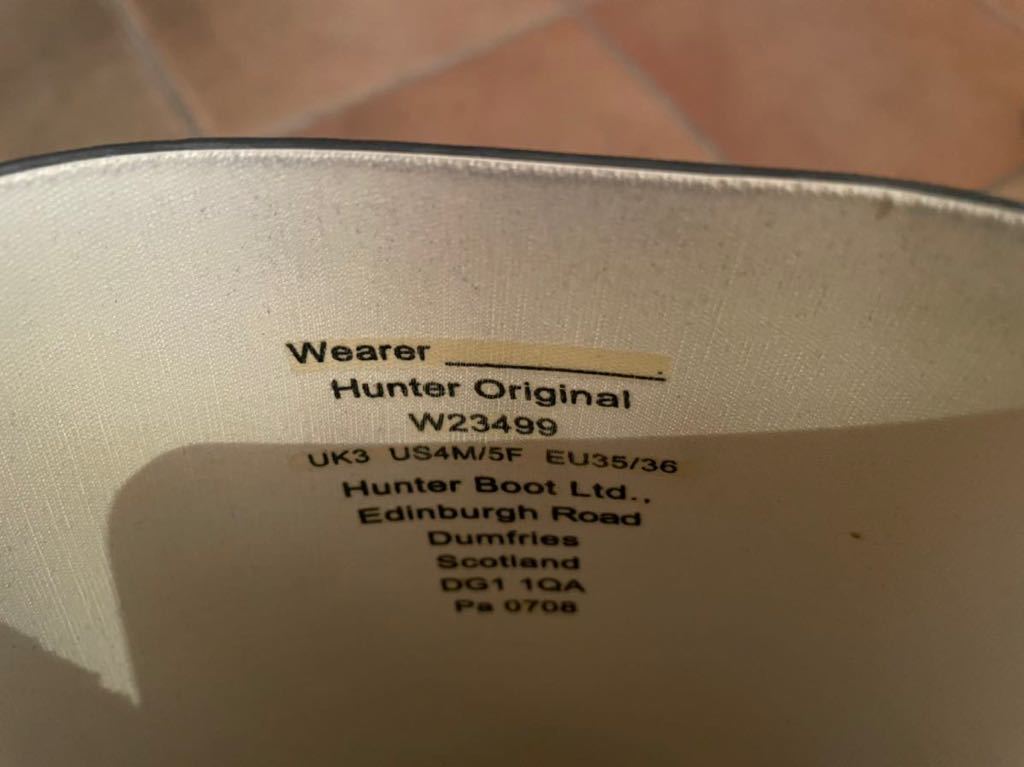 Wearer ____________.
Hunter Original
W23499
UK3 US4M/5F EU35/36
Hunter Boot Ltd.,
Edinburgh Road
Dumfries
Scotland
DG1 1QA
Pa 0708